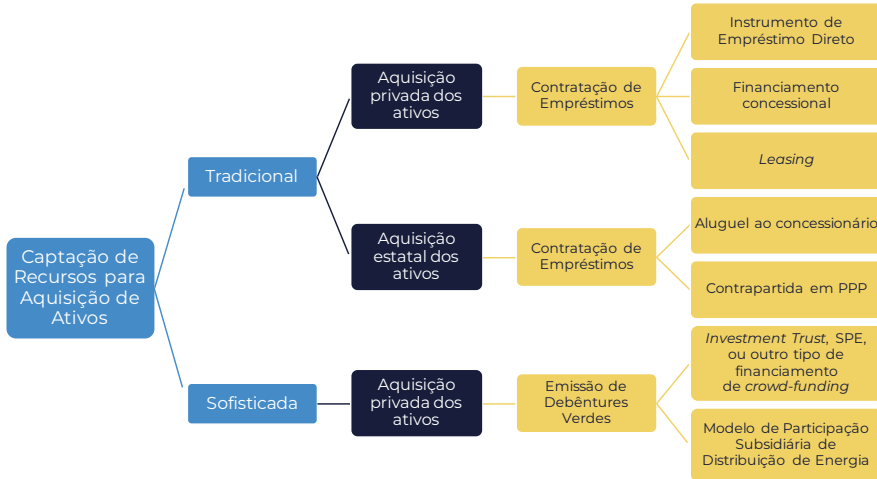 Captação de
Recursos para
Aquisição de
Ativos
Tradicional
Aquisição
privada dos
ativos
Contratação de
Empréstimos
Instrumento de
Empréstimo Direto
Financiamento
concessional
Leasing
Aquisição
estatal dos
ativos
Contratação de
Empréstimos
Aluguel ao concessionário
Contrapartida em PPP
Sofisticada
Aquisição
privada dos
ativos
Emissão de
Debêntures
Verdes
Investment Trust, SPE,
ou outro tipo de
financiamento
de crowd-funding
Modelo de Participação
Subsidiária de
Distribuição de Energia